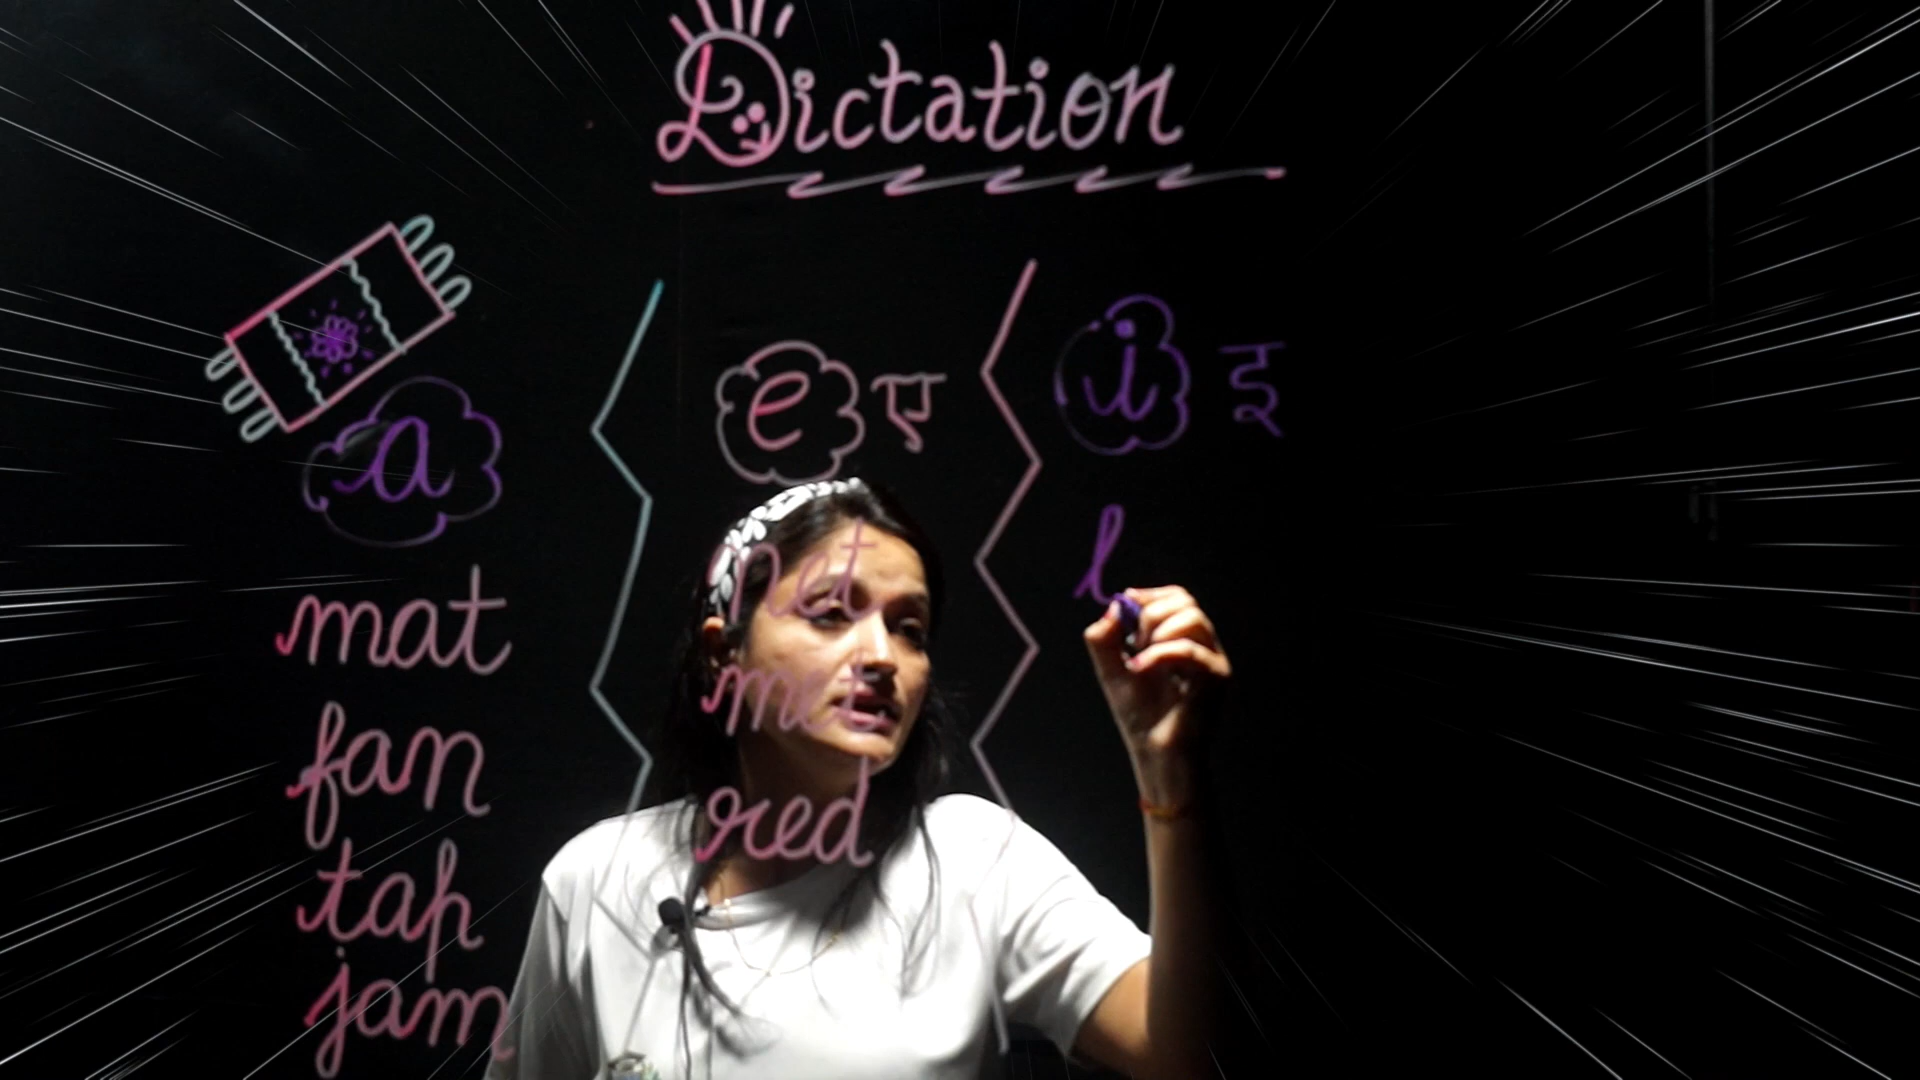 Dictation
a
mat
fan
tap
jam
e ए
net
met
red
i इ